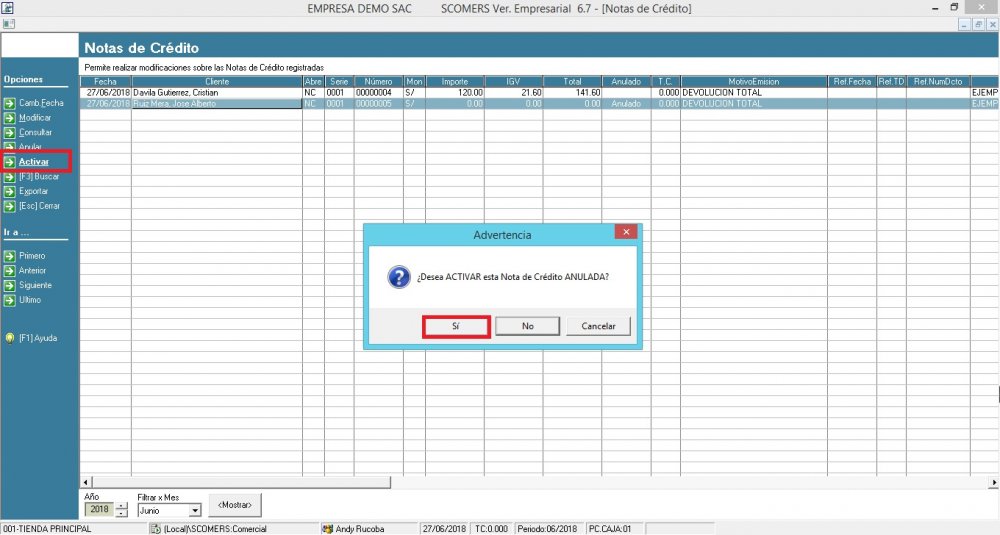 EMPRESA DEMO SAC SCOMERS Ver. Empresarial 6.7 - [Notas de Crédito]
Notas de Crédito
Permite realizar modificaciones sobre las Notas de Crédito registradas
Opciones
Camb.Fecha
Modificar
Consultar
Anular
Activar
[F3] Buscar
Exportar
[Esc] Cerrar
Ir a ...
Primero
Anterior
Siguiente
Ultimo
[F1] Ayuda
Fecha Cliente Abre Serie Número Mon Importe IGV Total Anulado T.C. MotivoEmision Ref.Fecha Ref.TD Ref.NumDcto
27/06/2018 Davila Gutierrez, Cristian NC 0001 00000004 S/ 120.00 21.60 141.60 0.000 DEVOLUCION TOTAL EJEMP
27/06/2018 Ruiz Mera, Jose Alberto NC 0001 00000005 S/ 0.00 0.00 0.00 Anulado 0.000 DEVOLUCION TOTAL EJEMP
Advertencia
¿Desea ACTIVAR esta Nota de Crédito ANULADA?
Sí No Cancelar
Año Filtrar x Mes
2018 Junio <Mostrar>
001-TIENDA PRINCIPAL (Local)\SCOMERS:Comercial Andy Rucoba 27/06/2018 TC:0.000 Periodo:06/2018 PC.CAJA:01